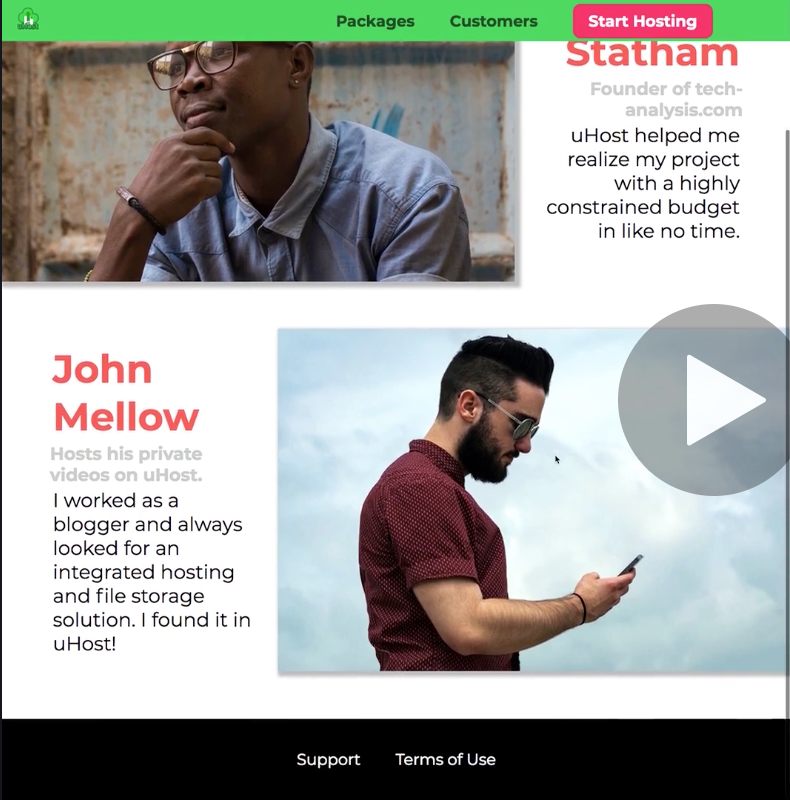 uHost
Packages
Customers
Start Hosting
Statham
Founder of tech-
analysis.com
uHost helped me
realize my project
with a highly
constrained budget
in like no time.
John
Mellow
Hosts his private
videos on uHost.
I worked as a
blogger and always
looked for an
integrated hosting
and file storage
solution. I found it in
uHost!
Support
Terms of Use